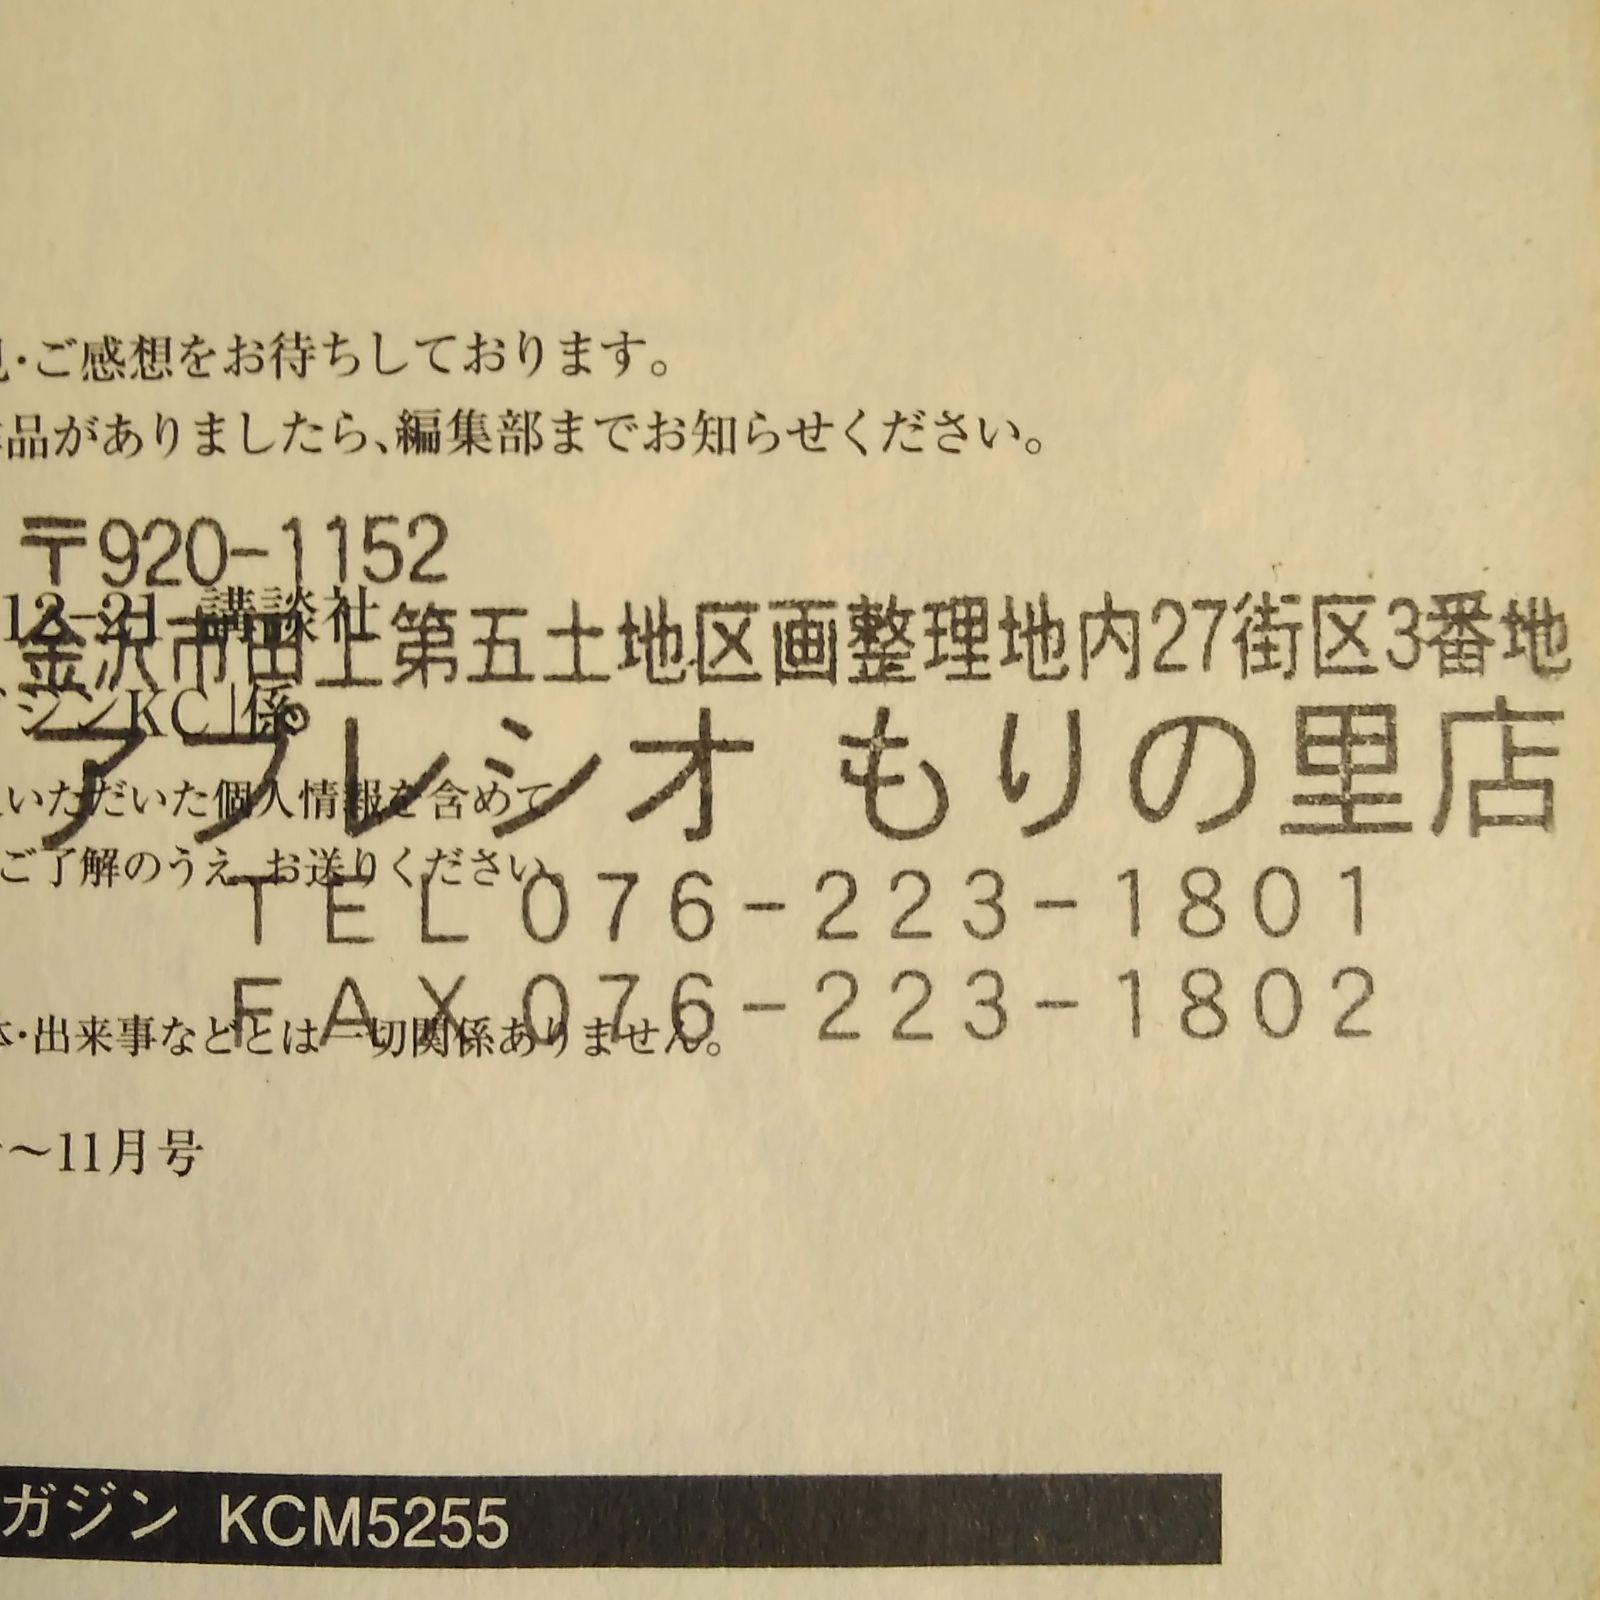 ・ご感想をお待ちしております。
品がありましたら、編集部までお知らせください。
〒920-1152
12-21 講談社
金沢市田上第五土地区画整理地内27街区3番地
ジンKC」係
アプレシオ もりの里店
いただいた個人情報を含めて
ご了解のうえ、お送りください。
TEL 076-223-1801
FAX 076-223-1802
・出来事などとは一切関係ありません。
～11月号
ガジン KCM5255